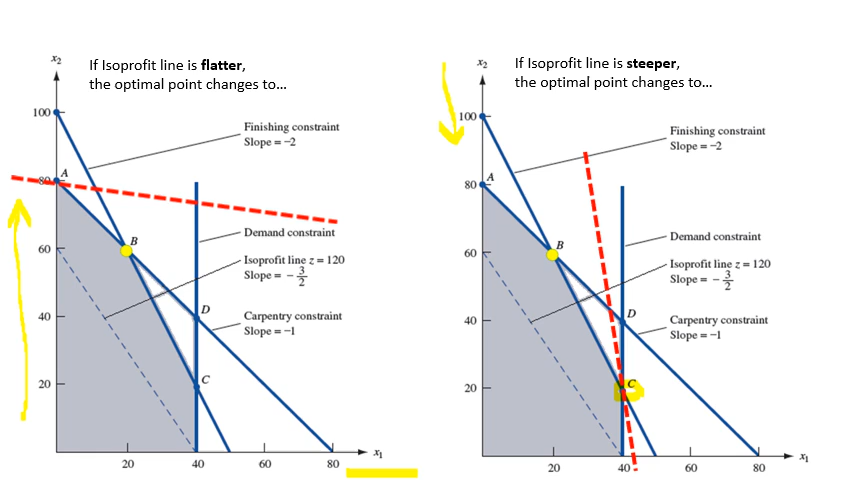 If Isoprofit line is flatter,
the optimal point changes to...
x2
100
Finishing constraint
Slope = −2
80
A
60
B
Demand constraint
Isoprofit line z = 120
Slope = − 3/2
40
D
Carpentry constraint
Slope = −1
20
C
20
40
60
80
x1
If Isoprofit line is steeper,
the optimal point changes to...
x2
100
Finishing constraint
Slope = −2
80
A
60
B
Demand constraint
Isoprofit line z = 120
Slope = − 3/2
40
D
Carpentry constraint
Slope = −1
20
C
20
40
60
80
x1